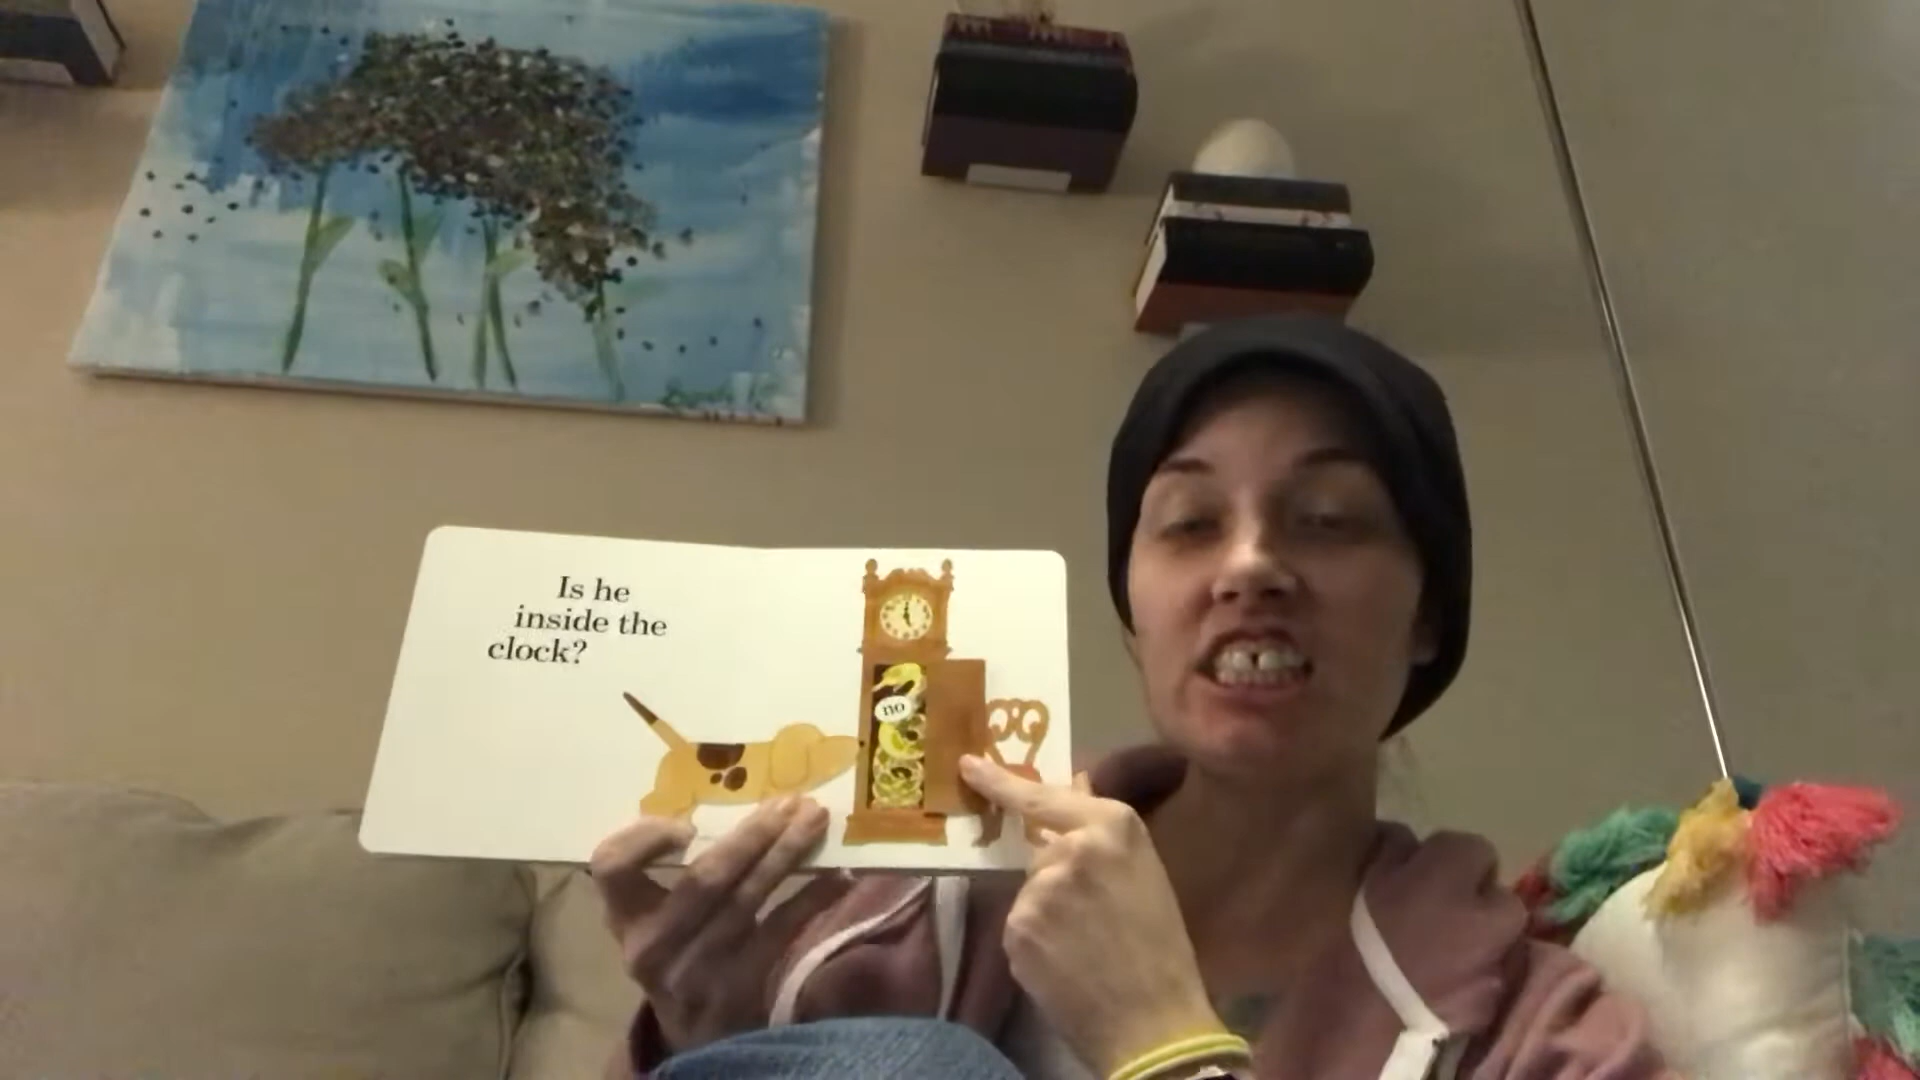 Is he
inside the
clock?
no